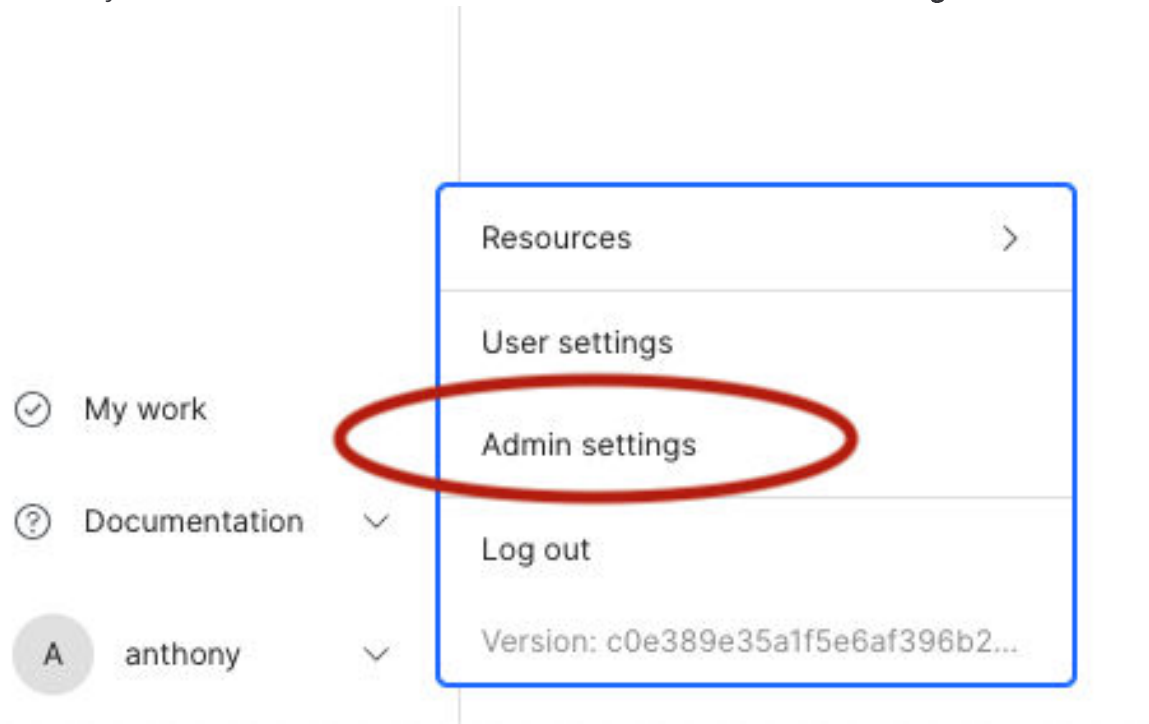 My work
Documentation
A anthony
Resources
User settings
Admin settings
Log out
Version: c0e389e35a1f5e6af396b2...